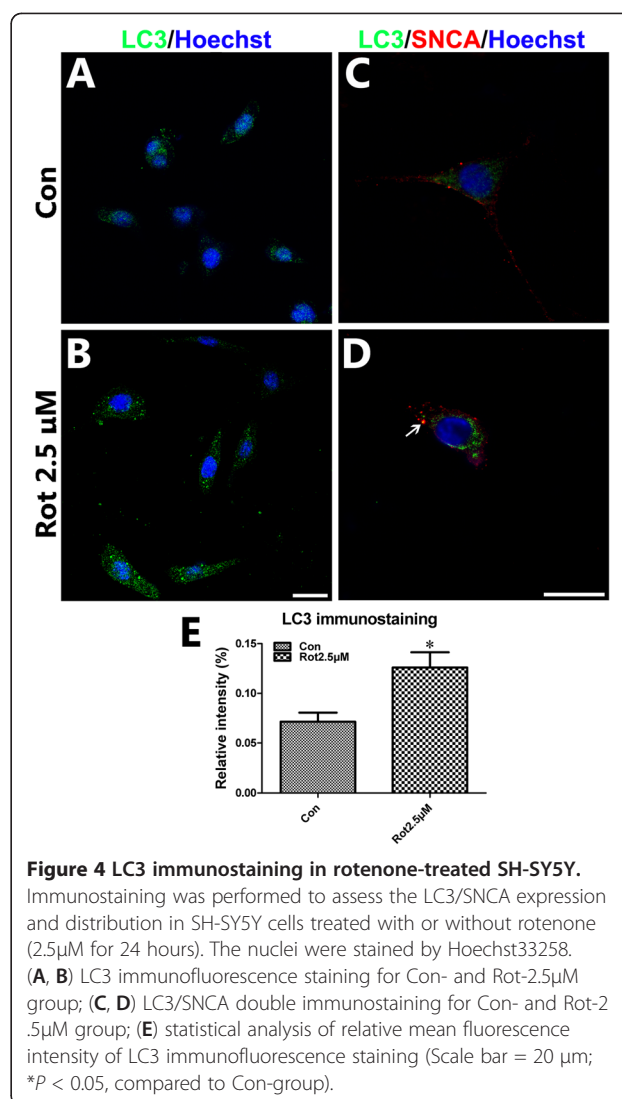 LC3/Hoechst LC3/SNCA/Hoechst
A C
Con
B D
Rot 2.5 µM
E LC3 immunostaining
Con
Rot2.5µM
*
Relative intensity (%)
0.15
0.10
0.05
0.00
Con
Rot2.5µM
Figure 4 LC3 immunostaining in rotenone-treated SH-SY5Y.
Immunostaining was performed to assess the LC3/SNCA expression
and distribution in SH-SY5Y cells treated with or without rotenone
(2.5µM for 24 hours). The nuclei were stained by Hoechst33258.
(A, B) LC3 immunofluorescence staining for Con- and Rot-2.5µM
group; (C, D) LC3/SNCA double immunostaining for Con- and Rot-2
.5µM group; (E) statistical analysis of relative mean fluorescence
intensity of LC3 immunofluorescence staining (Scale bar = 20 µm;
*P < 0.05, compared to Con-group).